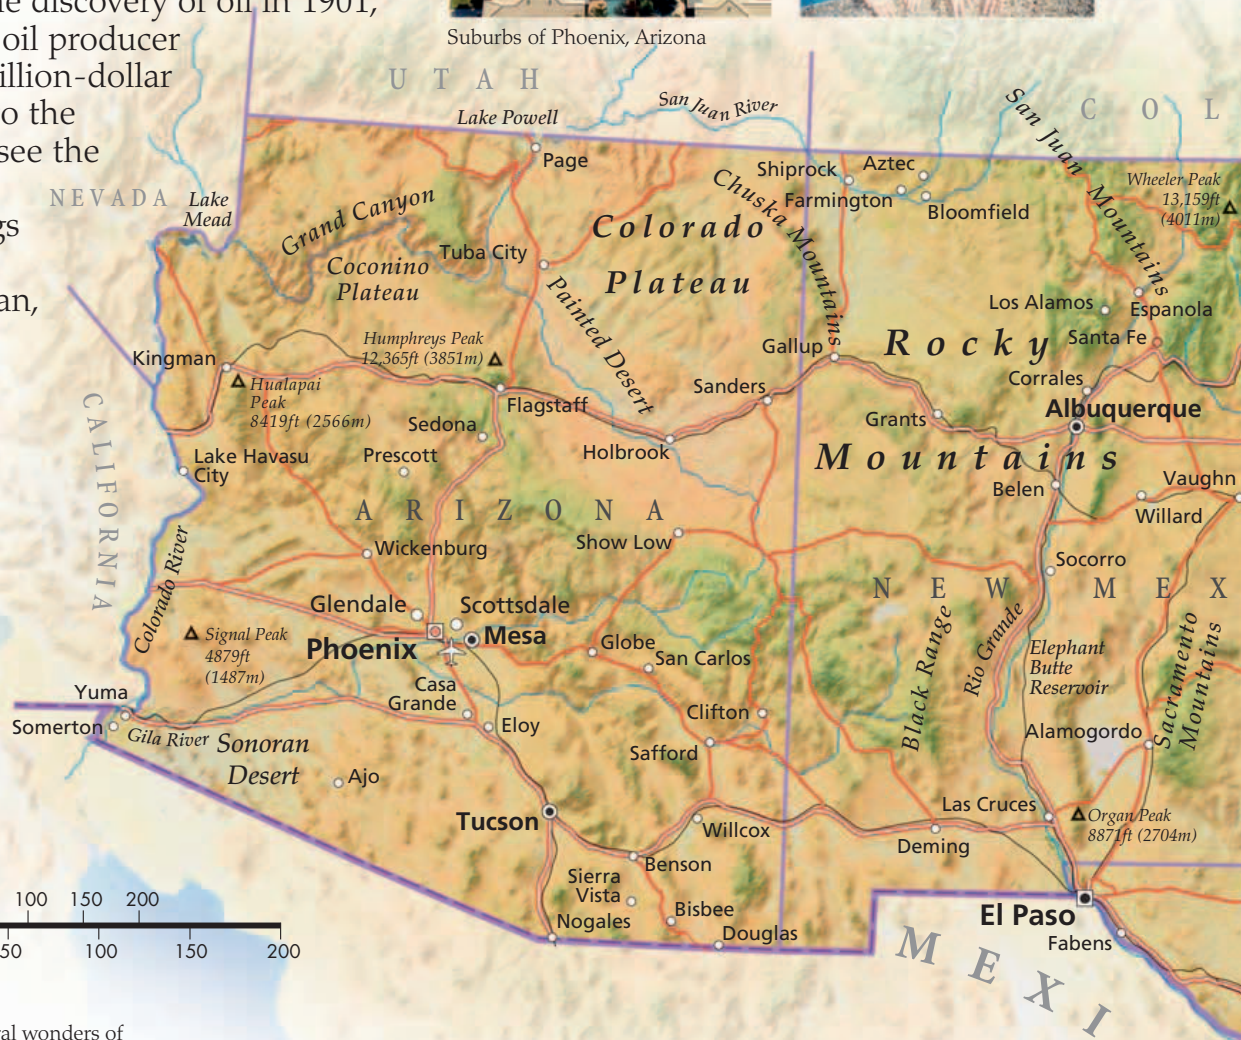 e discovery of oil in 1901,
oil producer
illion-dollar
o the
see the
gs
an,
Suburbs of Phoenix, Arizona
UTAH
COL
NEVADA
CALIFORNIA
ARIZONA
NEW MEX
MEXI
Lake Powell
San Juan River
San Juan Mountains
Page
Shiprock
Aztec
Farmington
Bloomfield
Wheeler Peak
13,159ft
(4011m)
Lake
Mead
Grand Canyon
Chuska Mountains
Colorado
Plateau
Tuba City
Coconino
Plateau
Painted Desert
Los Alamos
Espanola
Santa Fe
Humphreys Peak
12,365ft (3851m)
Kingman
Hualapai
Peak
8419ft (2566m)
Gallup
Rocky
Mountains
Sanders
Corrales
Albuquerque
Flagstaff
Sedona
Grants
Holbrook
Prescott
Lake Havasu
City
Belen
Vaughn
Willard
Show Low
Wickenburg
Socorro
Colorado River
Glendale
Scottsdale
Phoenix
Mesa
Globe
San Carlos
Black Range
Rio Grande
Elephant
Butte
Reservoir
Sacramento
Mountains
Signal Peak
4879ft
(1487m)
Casa
Grande
Yuma
Somerton
Gila River
Sonoran
Desert
Eloy
Clifton
Safford
Alamogordo
Ajo
Tucson
Willcox
Las Cruces
Organ Peak
8871ft (2704m)
Deming
Benson
Sierra
Vista
Bisbee
Nogales
Douglas
El Paso
Fabens
100 150 200
50 100 150 200
al wonders of